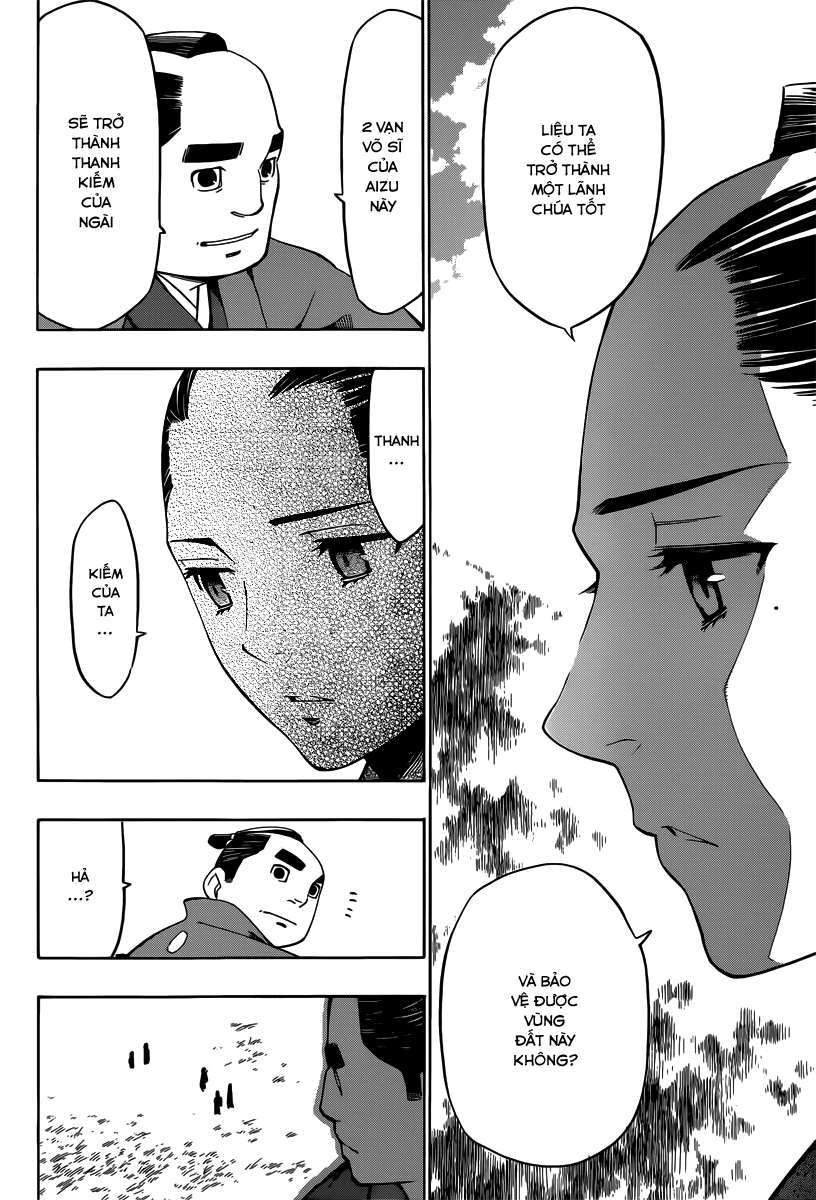 LIỆU TA
CÓ THỂ
TRỞ THÀNH
MỘT LÃNH
CHÚA TỐT
VÀ BẢO
VỆ ĐƯỢC
VÙNG
ĐẤT NÀY
KHÔNG?
2 VẠN
VÕ SĨ
CỦA
AIZU
NÀY
SẼ TRỞ
THÀNH
THANH
KIẾM
CỦA
NGÀI
THANH
...
KIẾM
CỦA
TA
...
HẢ
...?